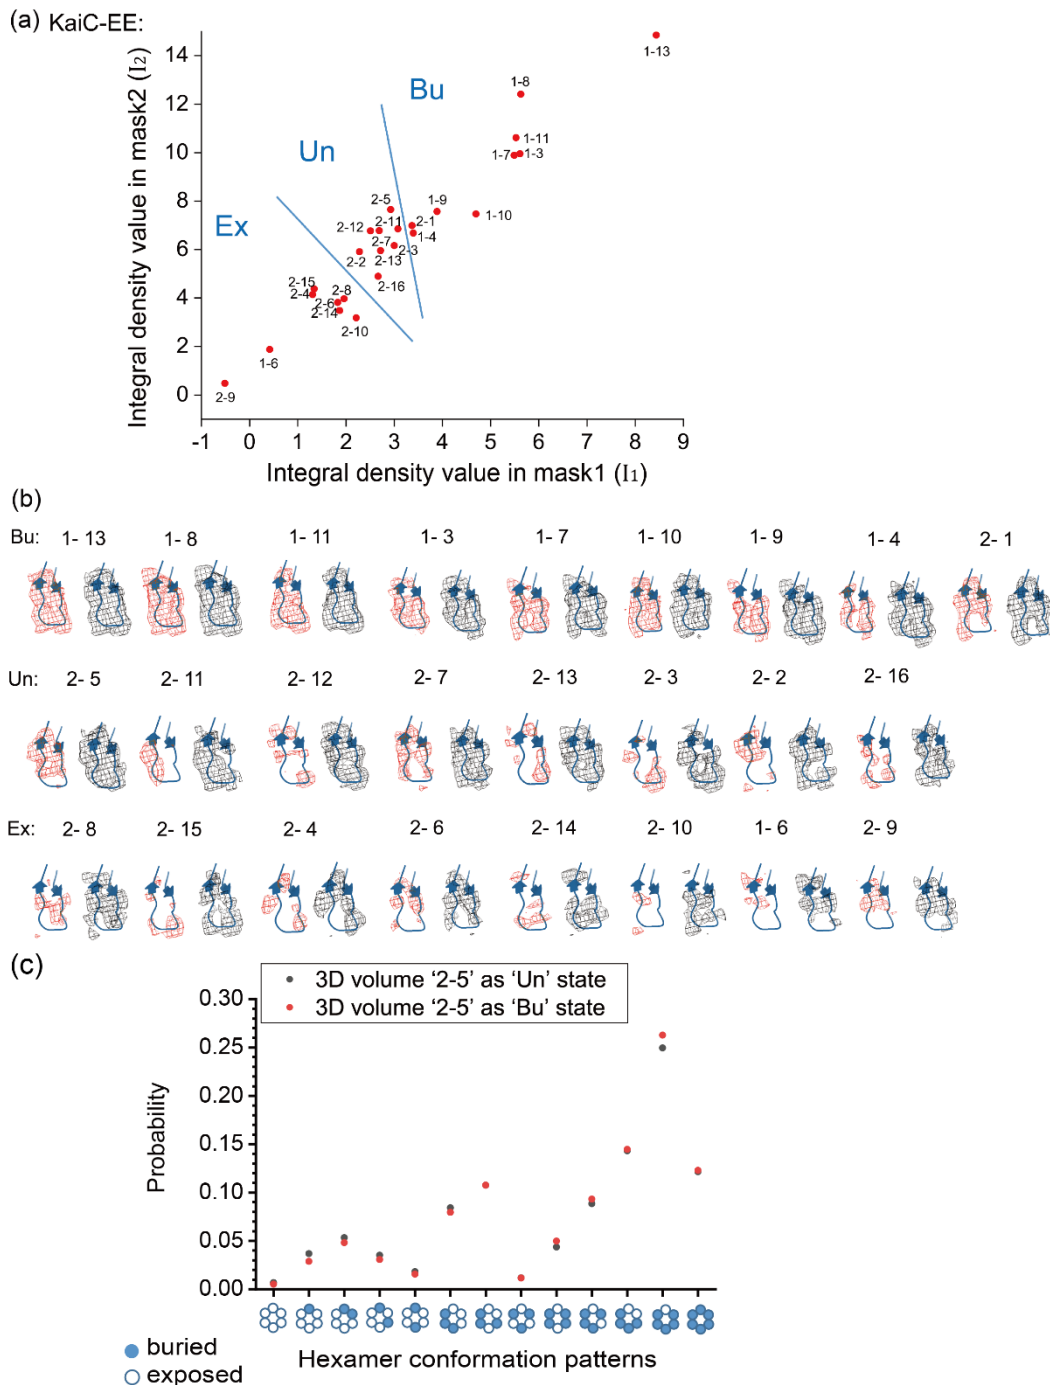 (a) KaiC-EE:
Integral density value in mask2 (I2)
14
12
10
8
6
4
2
0
-1 0 1 2 3 4 5 6 7 8 9
Integral density value in mask1 (I1)
Ex
Un
Bu
1-13
1-8
1-11
1-7
1-3
1-9
1-10
2-5
2-1
1-4
2-12
2-11
2-7
2-3
2-2
2-13
2-16
2-15
2-4
2-8
2-6
2-14
2-10
1-6
2-9
(b)
Bu: 1- 13 1- 8 1- 11 1- 3 1- 7 1- 10 1- 9 1- 4 2- 1
Un: 2- 5 2- 11 2- 12 2- 7 2- 13 2- 3 2- 2 2- 16
Ex: 2- 8 2- 15 2- 4 2- 6 2- 14 2- 10 1- 6 2- 9
(c)
3D volume ‘2-5’ as ‘Un’ state
3D volume ‘2-5’ as ‘Bu’ state
Probability
0.30
0.25
0.20
0.15
0.10
0.05
0.00
buried
exposed
Hexamer conformation patterns